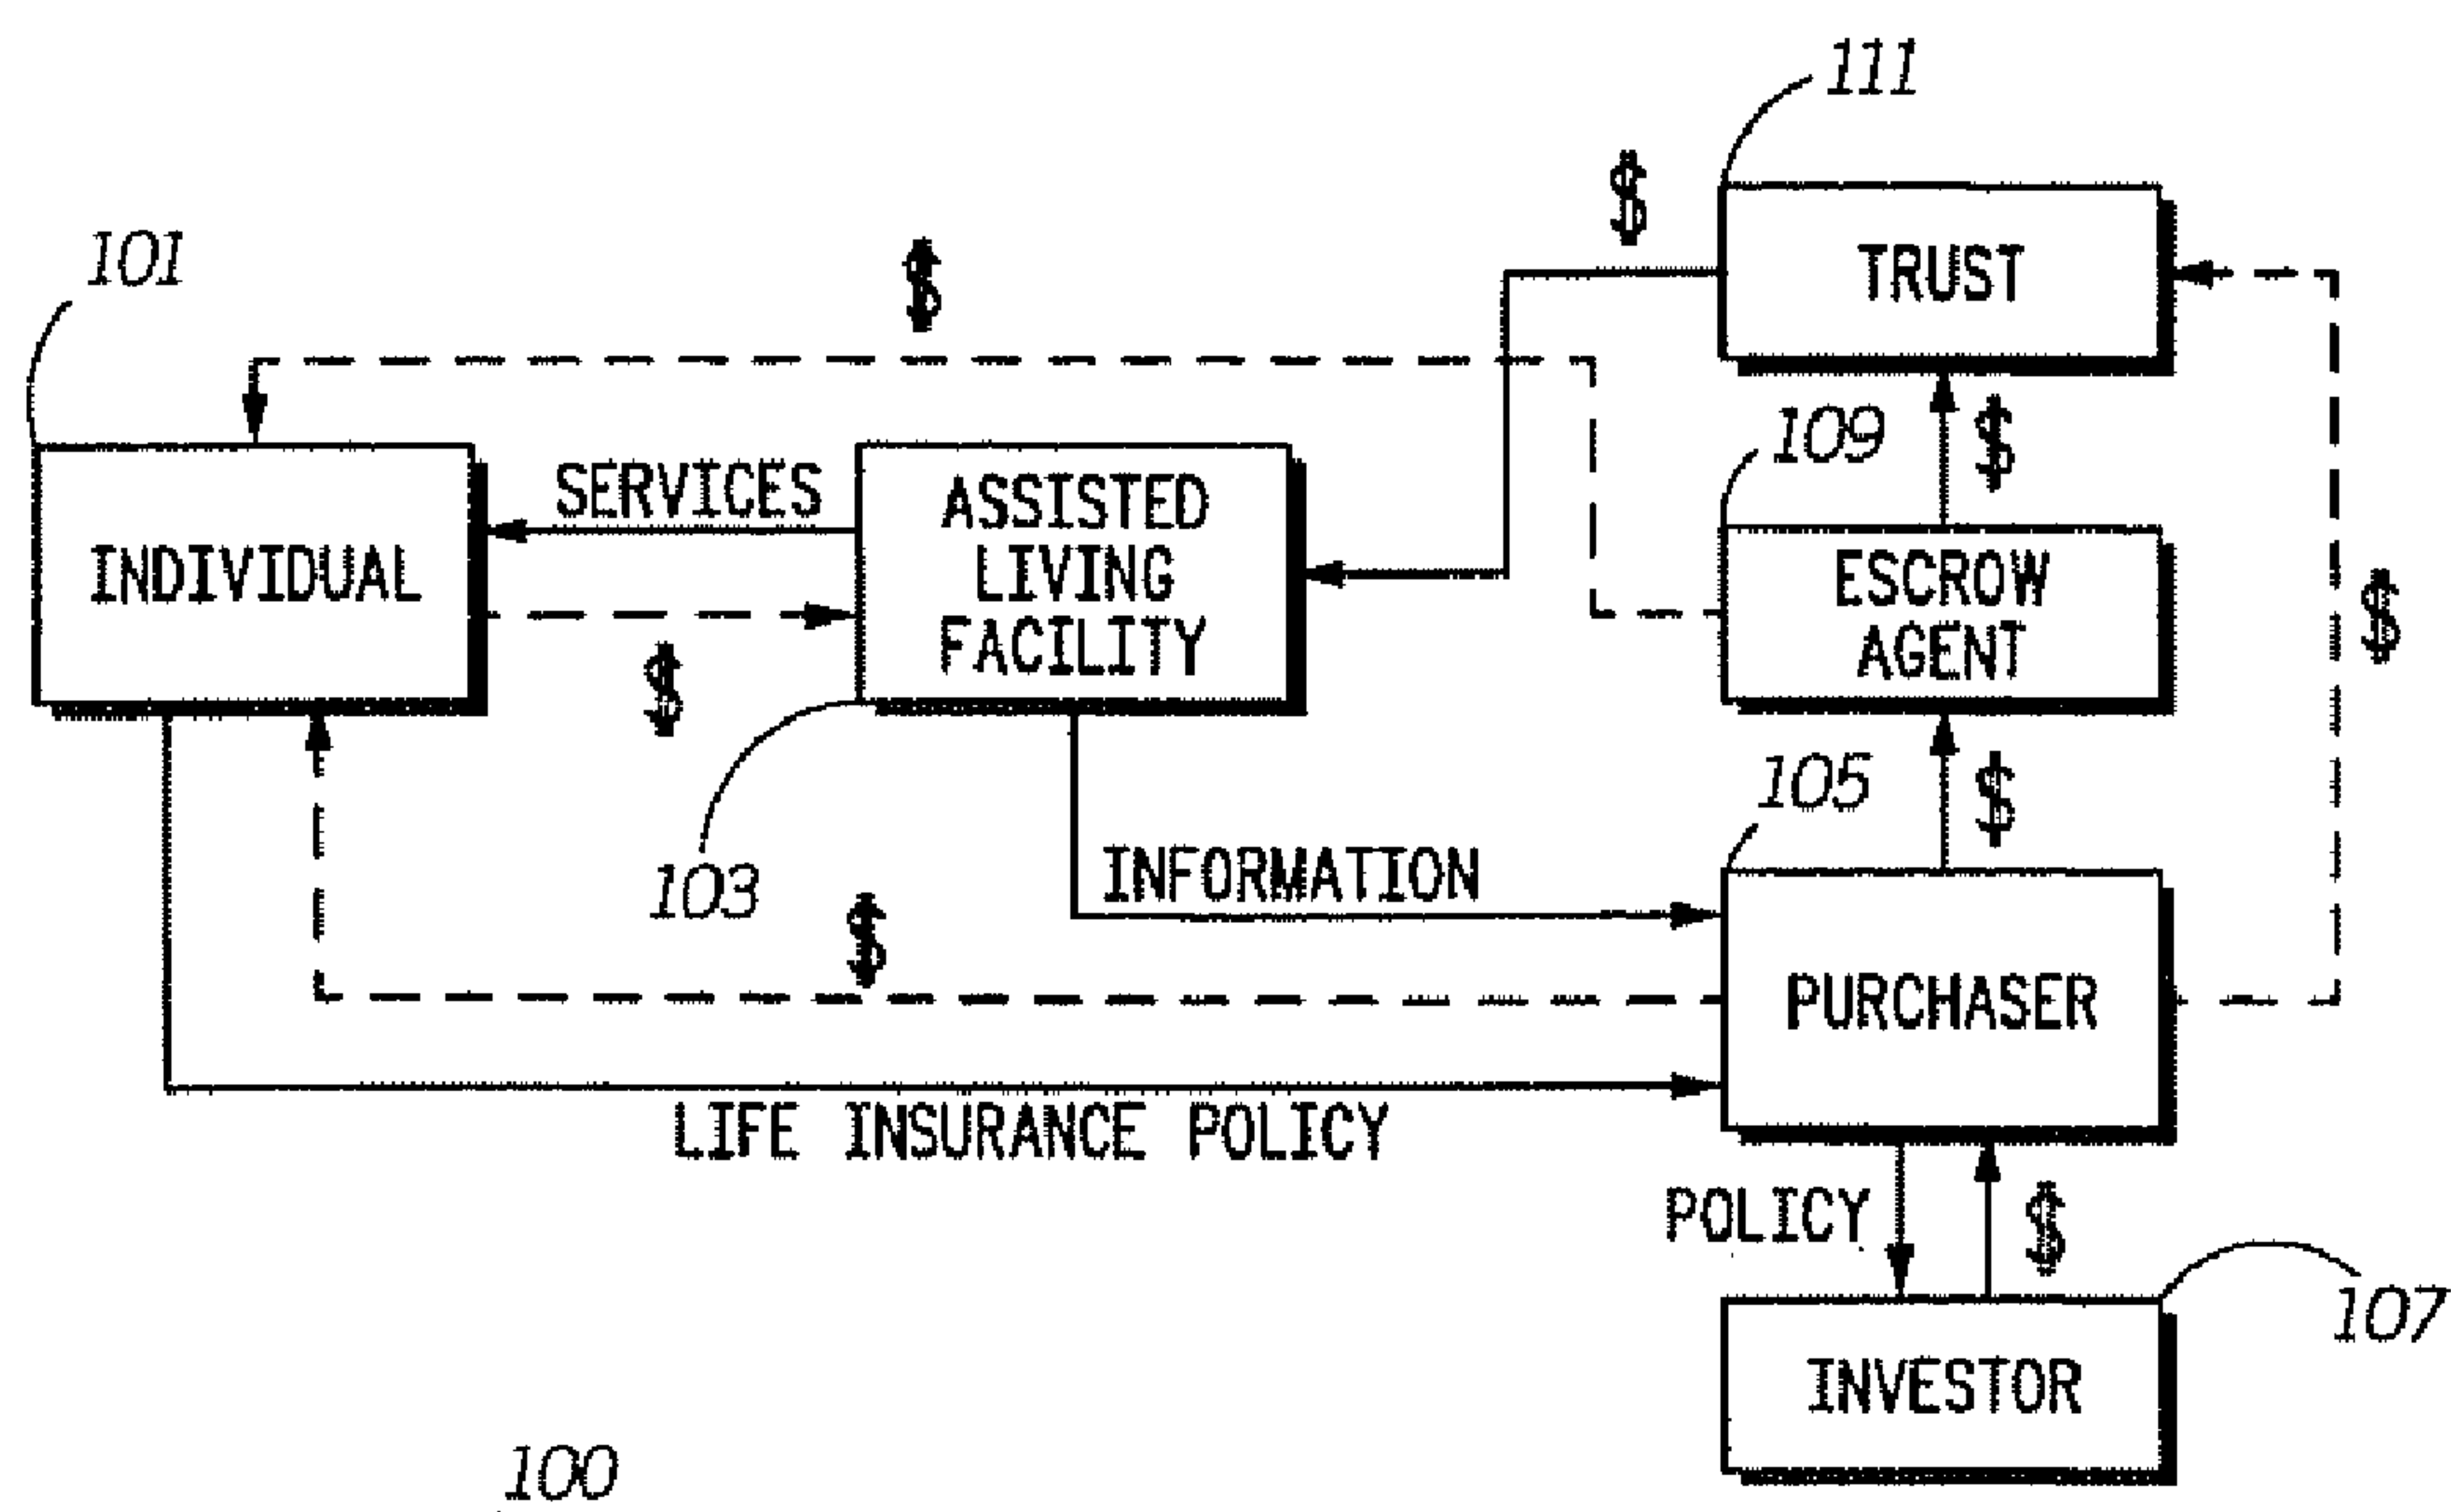 111
$
TRUST
101
$
109
$
SERVICES
INDIVIDUAL
ASSISTED
LIVING
FACILITY
ESCROW
AGENT
$
$
105
$
103
INFORMATION
$
PURCHASER
LIFE INSURANCE POLICY
POLICY
$
107
INVESTOR
100